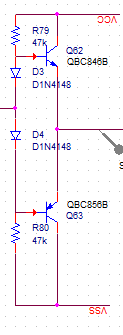 VCC
R79
47k
Q62
QBC846B
D3
D1N4148
D4
D1N4148
S
QBC856B
Q63
R80
47k
VSS